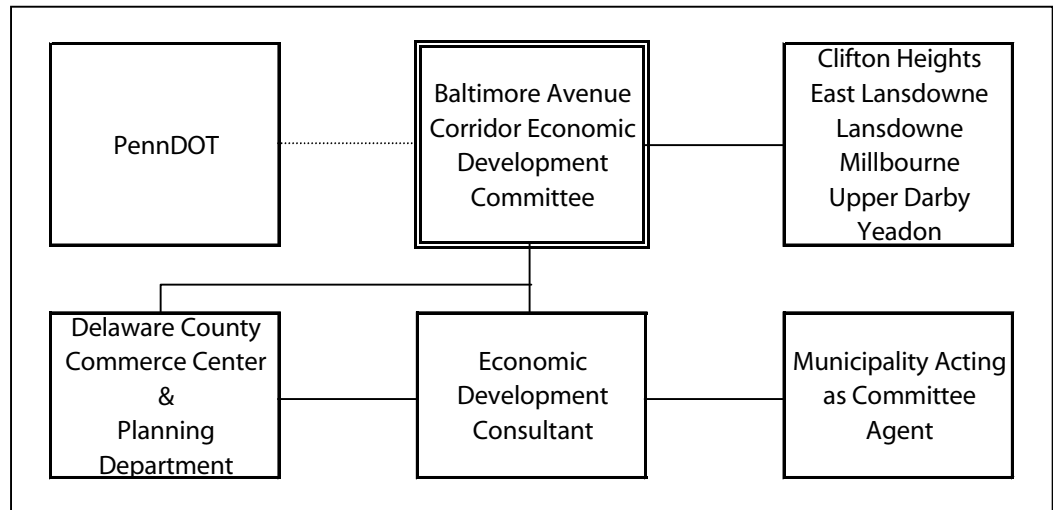 PennDOT
Baltimore Avenue
Corridor Economic
Development
Committee
Clifton Heights
East Lansdowne
Lansdowne
Millbourne
Upper Darby
Yeadon
Delaware County
Commerce Center
&
Planning
Department
Economic
Development
Consultant
Municipality Acting
as Committee
Agent